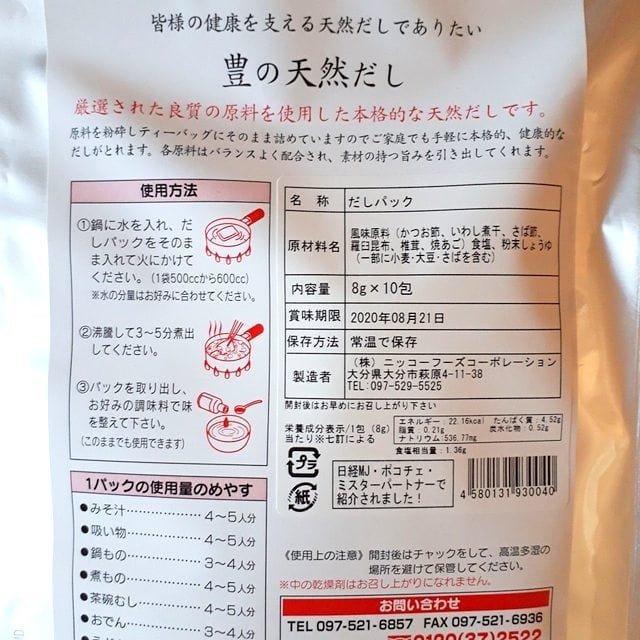 皆様の健康を支える天然だしでありたい
豊の天然だし
厳選された良質の原料を使用した本格的な天然だしです。
原料を粉砕しティーバッグにそのまま詰めていますのでご家庭でも手軽に本格的、健康的な
だしがとれます。各原料はバランスよく配合され、素材の持つ旨みを引き出してくれます。
使用方法
①鍋に水を入れ、だ
しパックをそのま
ま入れて火にかけて
ください。（1袋500ccから600cc）
※水の分量はお好みに合わせてください。
②沸騰して3〜5分煮出
してください。
③パックを取り出し、
お好みの調味料で味
を整えて下さい。
（このままでも使用できます）
1パックの使用量のめやす
●みそ汁………………4〜5人分
●吸い物………………4〜5人分
●鍋もの………………3〜4人分
●煮もの………………4〜5人分
●茶碗むし……………4〜5人分
●おでん………………3〜4人分
名 称 だしパック
原材料名 風味原料（かつお節、いわし煮干、さば節、
羅臼昆布、椎茸、焼あご）食塩、粉末しょうゆ
（一部に小麦・大豆・さばを含む）
内容量 8g×10包
賞味期限 2020年08月21日
保存方法 常温で保存
製造者 （株）ニッコーフーズコーポレーション
大分県大分市萩原4-11-38
TEL:097-529-5525
開封後はお早めにお召し上がり下さい
栄養成分表示/1包（8g）
当たり※七訂による
エネルギー：22.16kcal たんぱく質：4.52g
脂質：0.21g 炭水化物：0.52g
ナトリウム：536.77mg
食塩相当量：1.36g
プラ
紙
日経MJ・ポコチェ・
ミスターパートナーで
紹介されました！
4580131930040
《使用上の注意》開封後はチャックをして、高温多湿の
場所を避けて保管してください。
※中の乾燥剤はお召し上がりになれません。
お問い合わせ
TEL 097-521-6857 FAX 097-521-6936
0120(37)2522